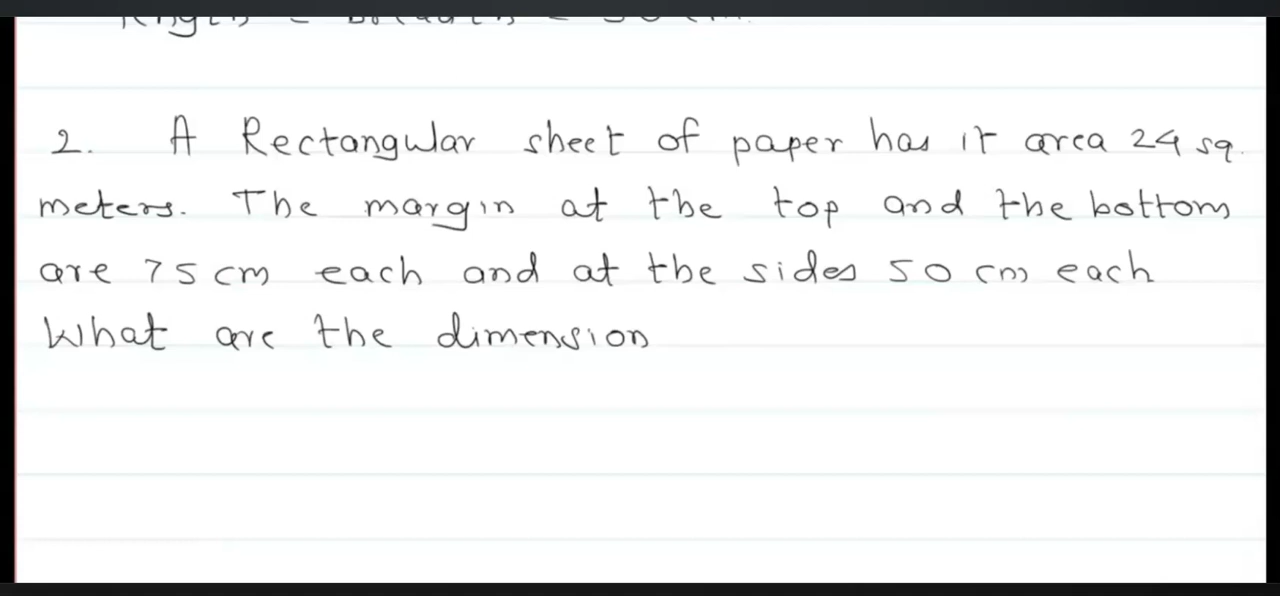 2. A Rectangular sheet of paper has it area 24 sq.
meters. The margin at the top and the bottom
are 75 cm each and at the sides 50 cm each
What are the dimension